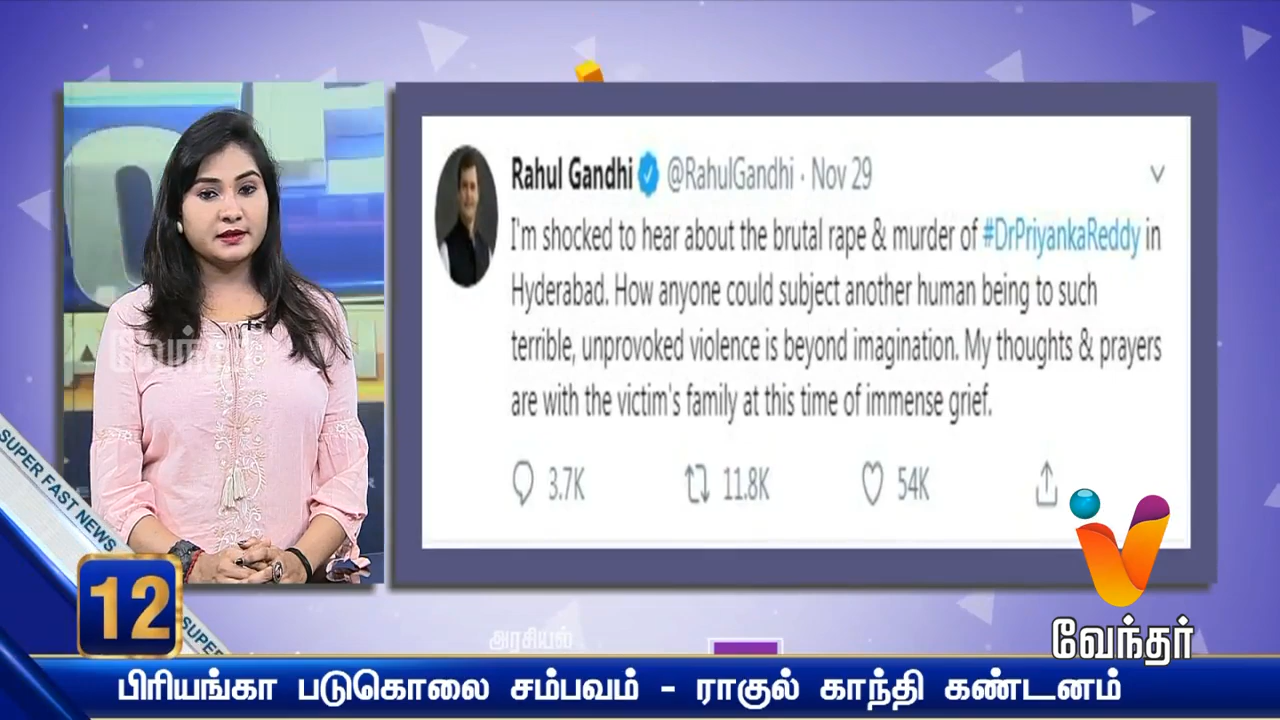 Rahul Gandhi @RahulGandhi · Nov 29
I'm shocked to hear about the brutal rape & murder of #DrPriyankaReddy in
Hyderabad. How anyone could subject another human being to such
terrible, unprovoked violence is beyond imagination. My thoughts & prayers
are with the victim's family at this time of immense grief.
3.7K 11.8K 54K
வேந்தர்
SUPER FAST NEWS
SUPER
12
அரசியல்
வேந்தர்
பிரியங்கா படுகொலை சம்பவம் - ராகுல் காந்தி கண்டனம்